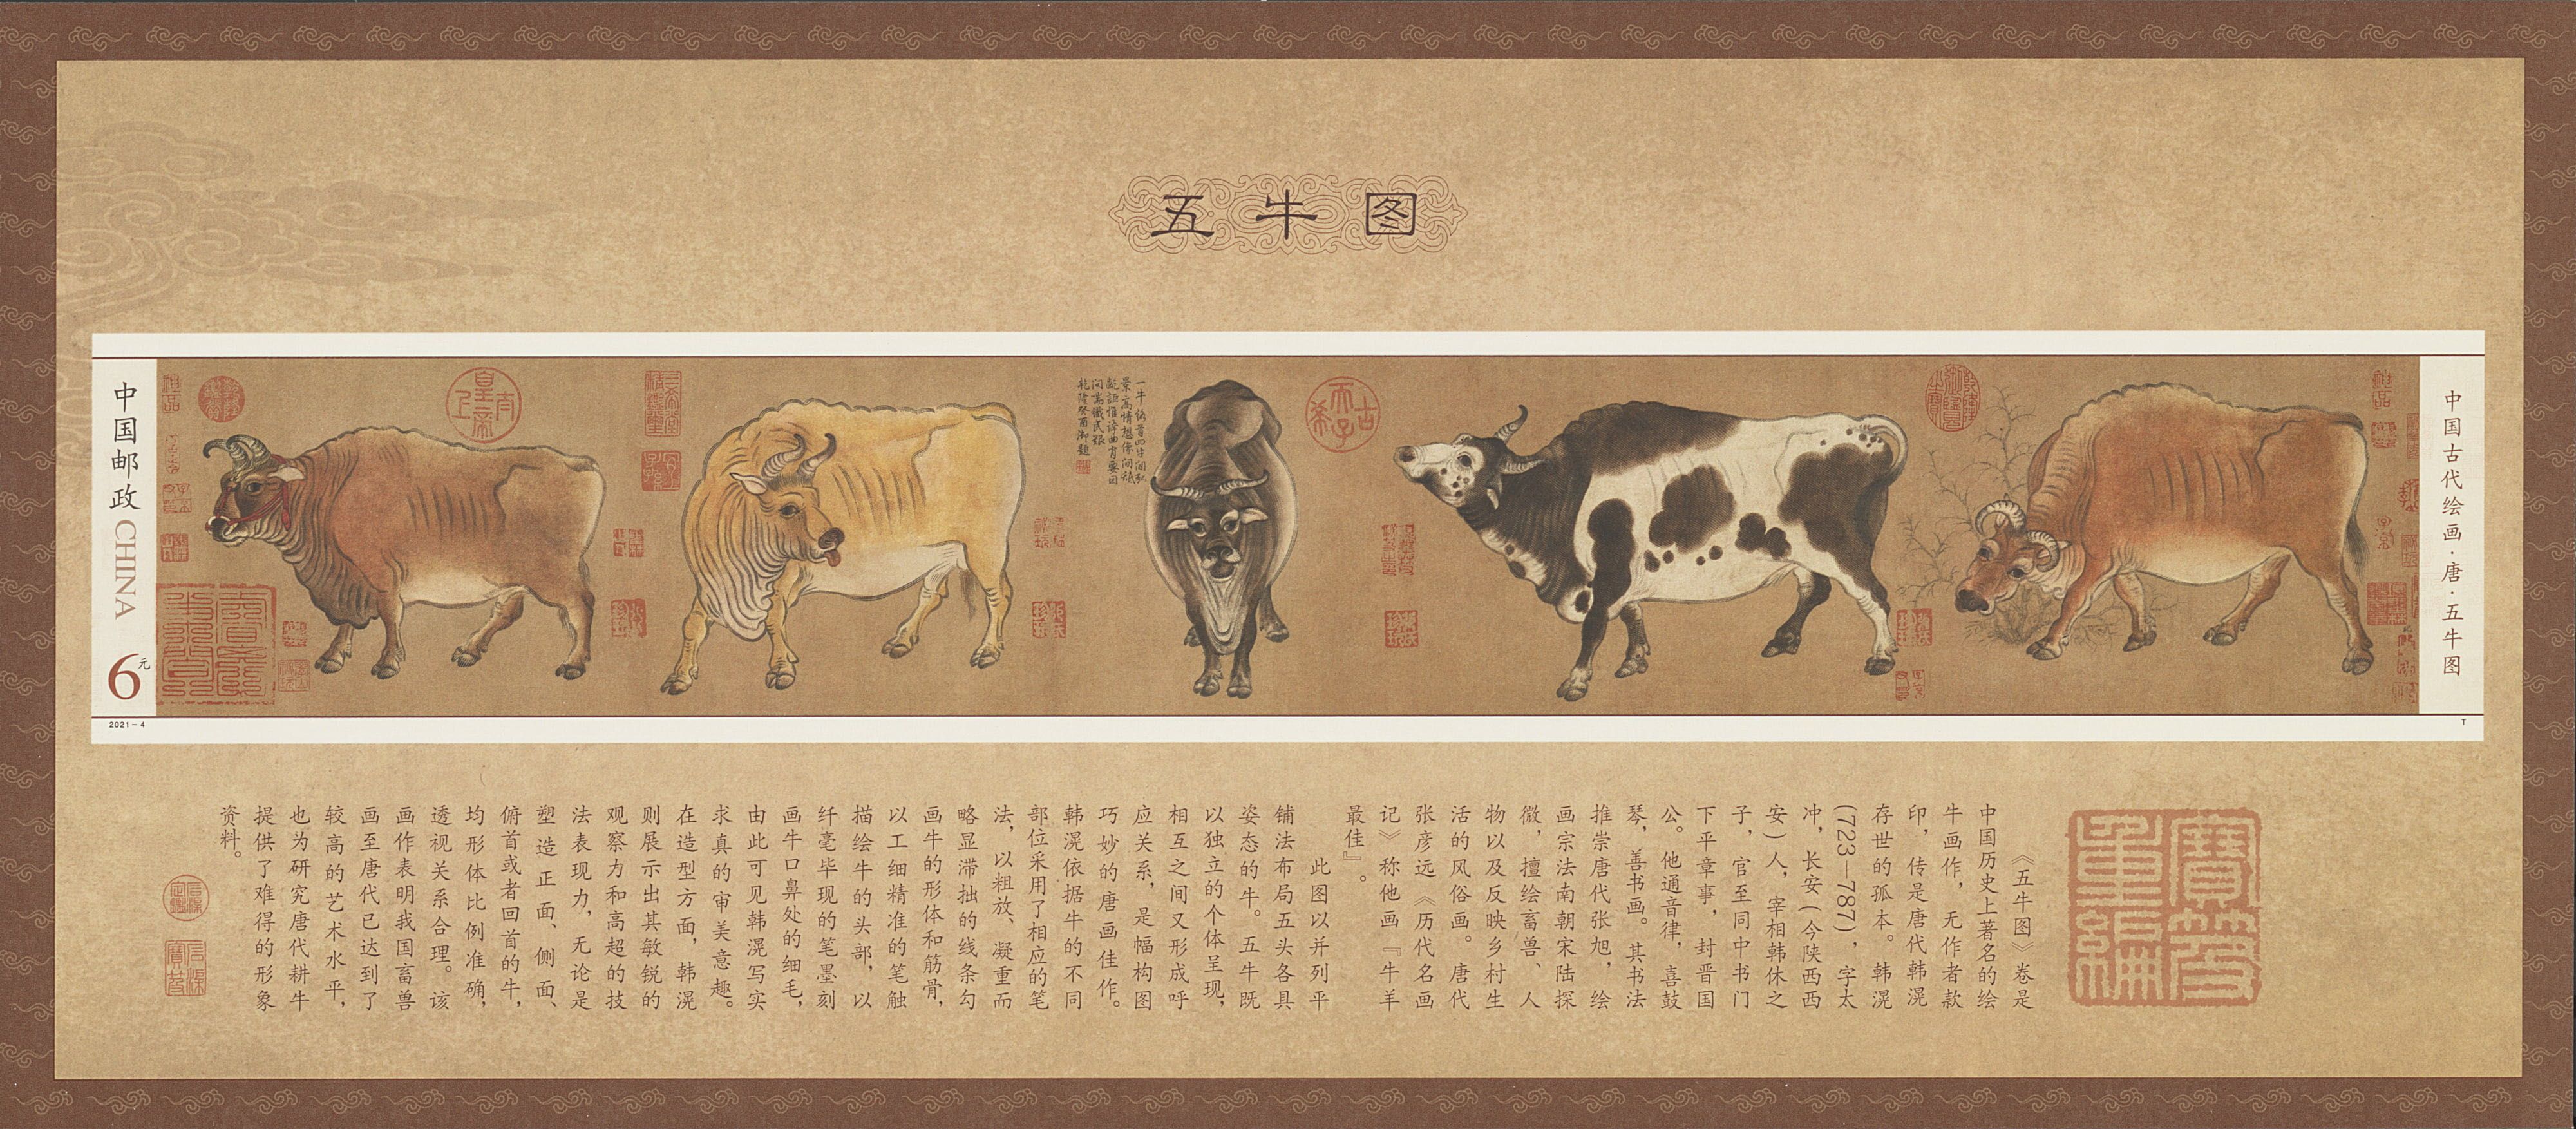 五牛图
中国邮政
CHINA
6元
2021-4
中国古代绘画·唐·五牛图
T
乾隆癸酉御题
《五牛图》卷是
中国历史上著名的绘
牛画作，无作者款
印，传是唐代韩滉
存世的孤本。韩滉
(723—787)，字太
冲，长安(今陕西西
安)人，宰相韩休之
子，官至同中书门
下平章事，封晋国
公。他通音律，喜鼓
琴，善书画。其书法
推崇唐代张旭，绘
画宗法南朝宋陆探
微，擅绘畜兽、人
物以及反映乡村生
活的风俗画。唐代
张彦远《历代名画
记》称他画『牛羊
最佳』。
此图以并列平
铺法布局五头各具
姿态的牛。五牛既
以独立的个体呈现，
相互之间又形成呼
应关系，是幅构图
巧妙的唐画佳作。
韩滉依据牛的不同
部位采用了相应的笔
法，以粗放、凝重而
略显滞拙的线条勾
画牛的形体和筋骨，
以工细精准的笔触
描绘牛的头部，以
纤毫毕现的笔墨刻
画牛口鼻处的细毛，
由此可见韩滉写实
求真的审美意趣。
在造型方面，韩滉
则展示出其敏锐的
观察力和高超的技
法表现力，无论是
塑造正面、侧面、
俯首或者回首的牛，
均形体比例准确，
透视关系合理。该
画作表明我国畜兽
画至唐代已达到了
较高的艺术水平，
也为研究唐代耕牛
提供了难得的形象
资料。